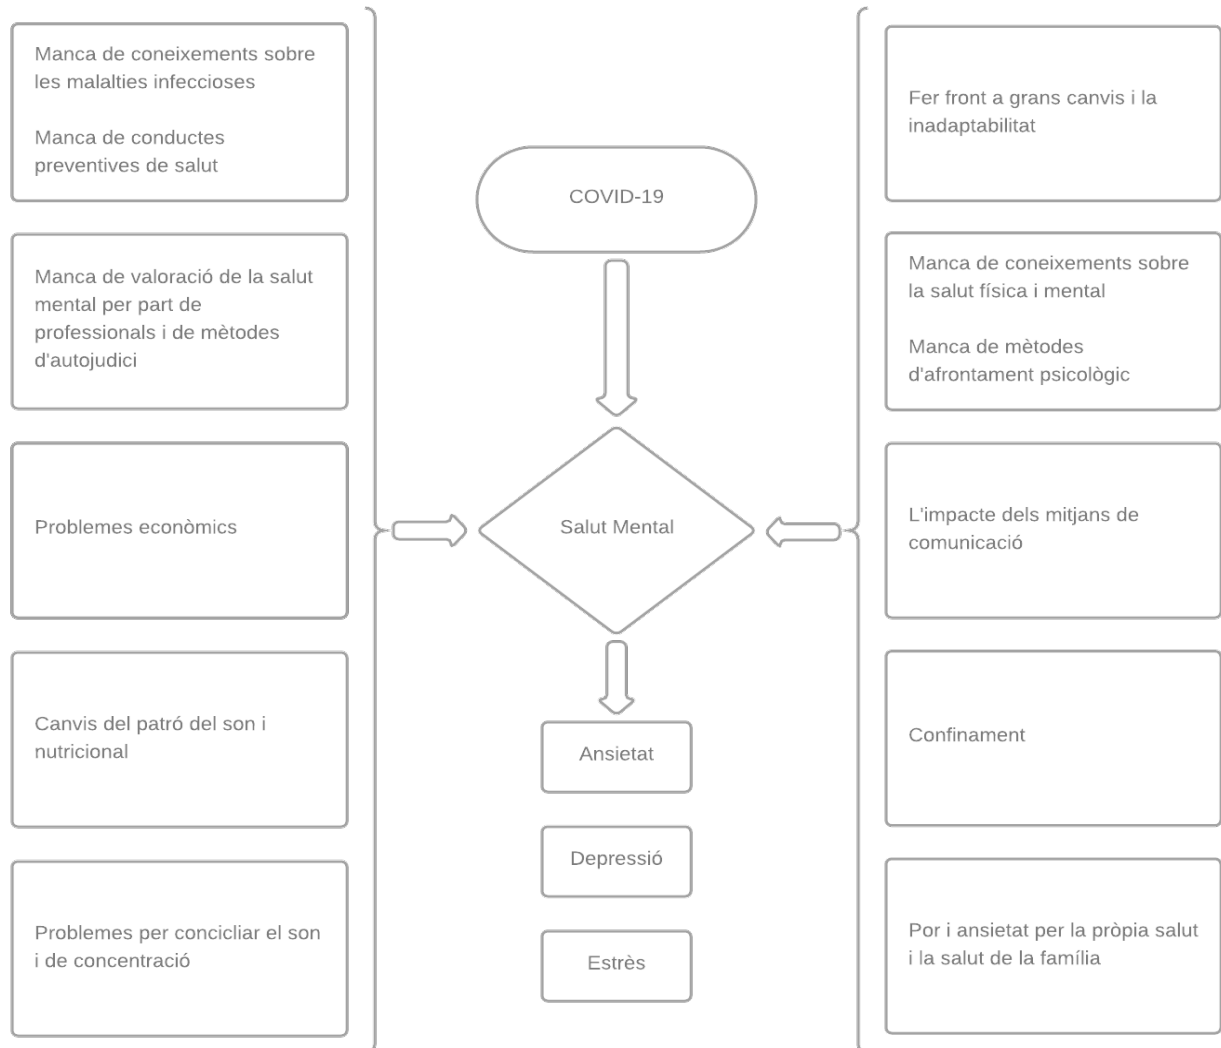 Manca de coneixements sobre
les malalties infeccioses
Manca de conductes
preventives de salut
Manca de valoració de la salut
mental per part de
professionals i de mètodes
d'autojudici
Problemes econòmics
Canvis del patró del son i
nutricional
Problemes per concicliar el son
i de concentració
COVID-19
Salut Mental
Ansietat
Depressió
Estrès
Fer front a grans canvis i la
inadaptabilitat
Manca de coneixements sobre
la salut física i mental
Manca de mètodes
d'afrontament psicològic
L'impacte dels mitjans de
comunicació
Confinament
Por i ansietat per la pròpia salut
i la salut de la família